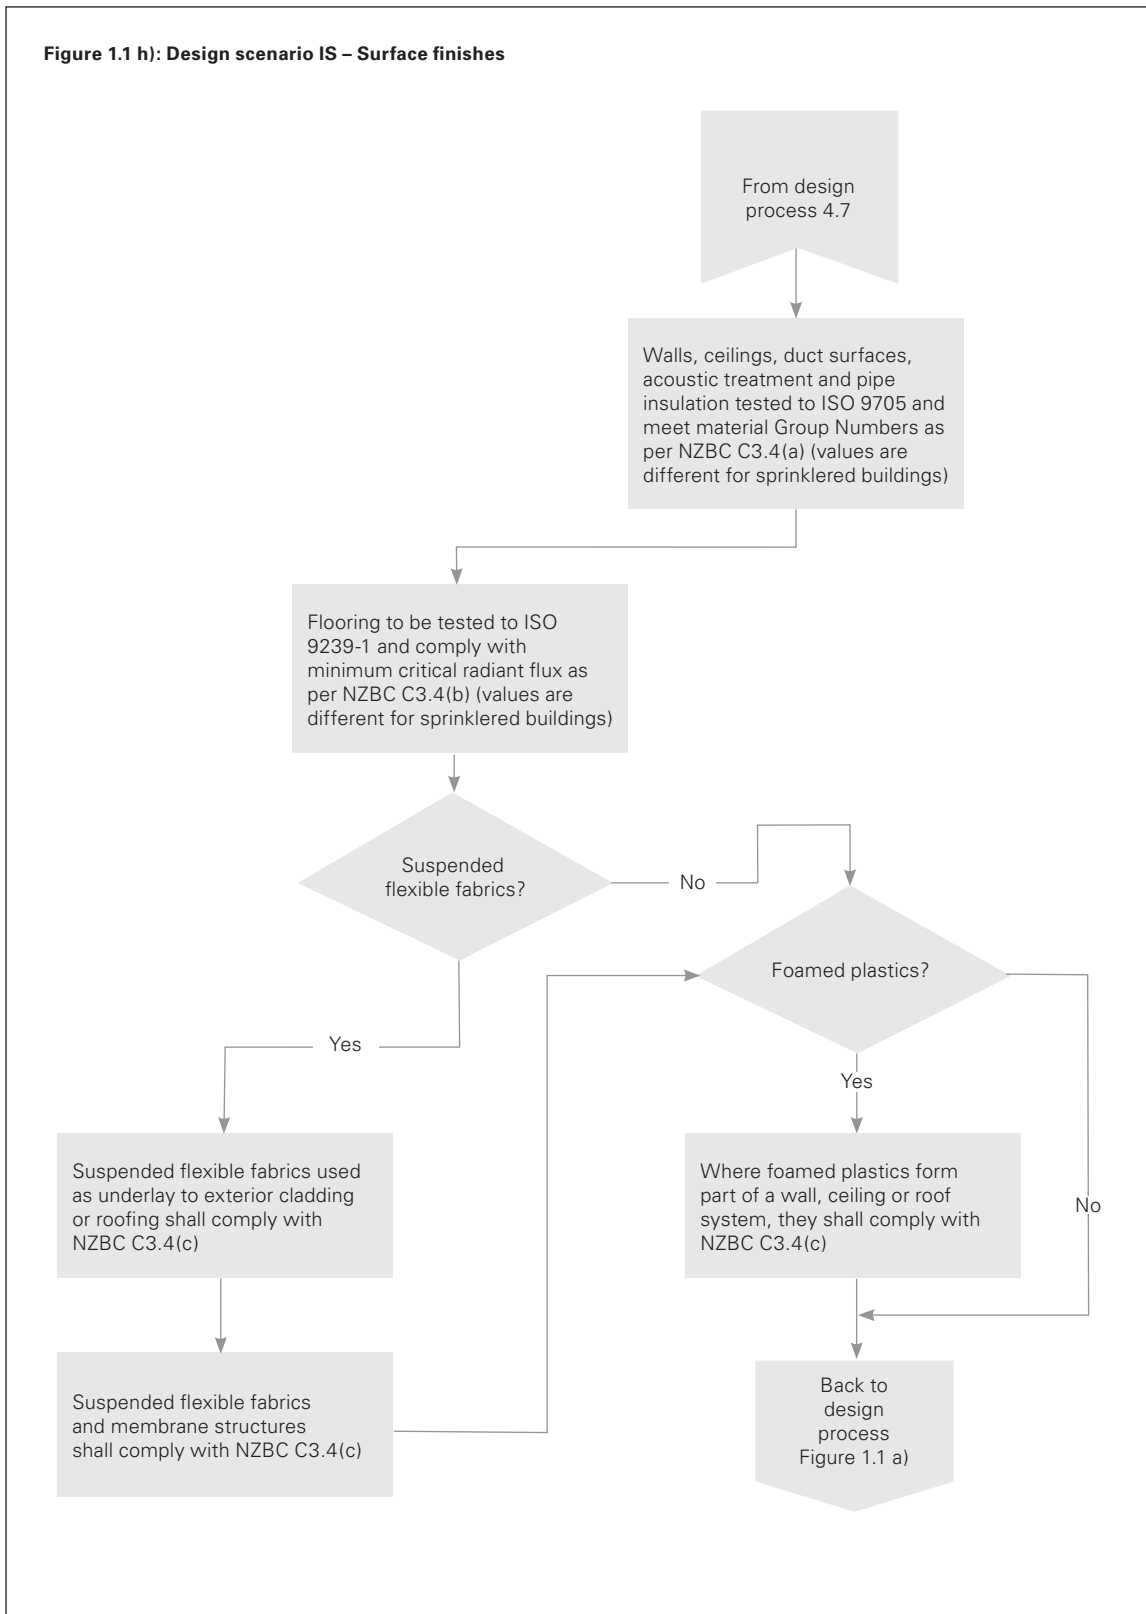 Figure 1.1 h): Design scenario IS – Surface finishes
From design
process 4.7
Walls, ceilings, duct surfaces,
acoustic treatment and pipe
insulation tested to ISO 9705 and
meet material Group Numbers as
per NZBC C3.4(a) (values are
different for sprinklered buildings)
Flooring to be tested to ISO
9239-1 and comply with
minimum critical radiant flux as
per NZBC C3.4(b) (values are
different for sprinklered buildings)
Suspended
flexible fabrics?
No
Foamed plastics?
Yes
Yes
Suspended flexible fabrics used
as underlay to exterior cladding
or roofing shall comply with
NZBC C3.4(c)
Where foamed plastics form
part of a wall, ceiling or roof
system, they shall comply with
NZBC C3.4(c)
No
Suspended flexible fabrics
and membrane structures
shall comply with NZBC C3.4(c)
Back to
design
process
Figure 1.1 a)